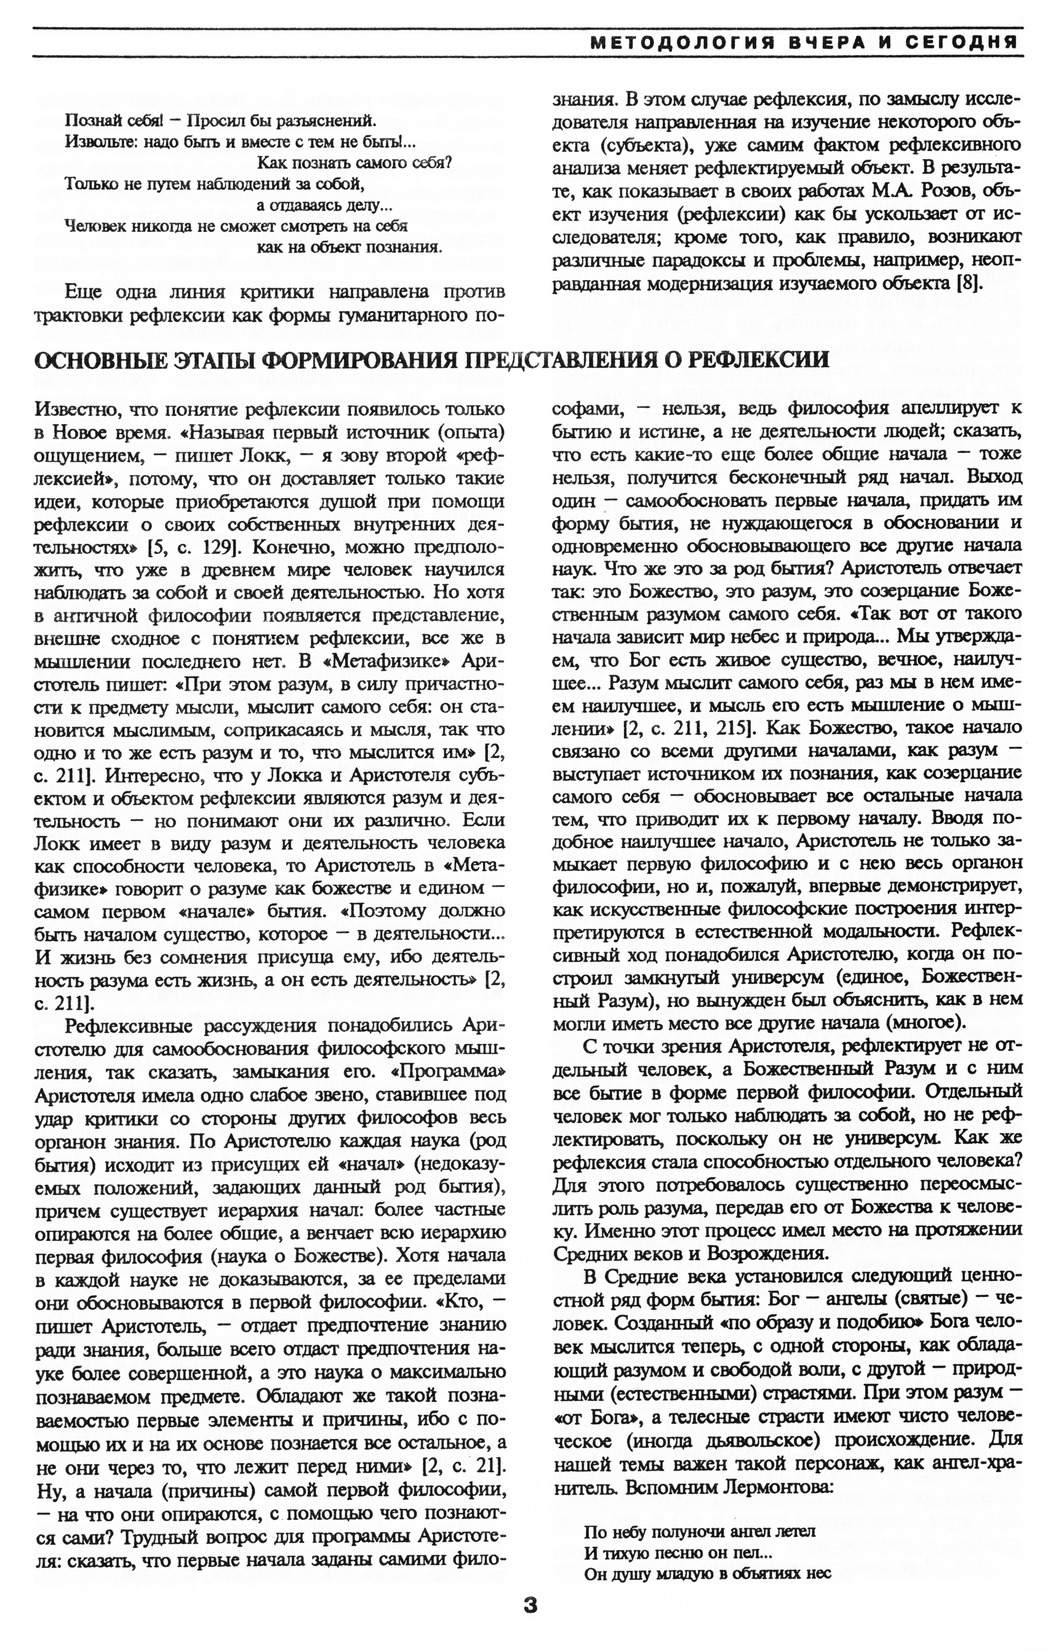 МЕТОДОЛОГИЯ ВЧЕРА И СЕГОДНЯ
Познай себя! — Просил бы разъяснений.
Извольте: надо быть и вместе с тем не быть!...
Как познать самого себя?
Только не путем наблюдений за собой,
а отдаваясь делу...
Человек никогда не сможет смотреть на себя
как на объект познания.
Еще одна линия критики направлена против
трактовки рефлексии как формы гуманитарного по-
знания. В этом случае рефлексия, по замыслу иссле-
дователя направленная на изучение некоторого объ-
екта (субъекта), уже самим фактом рефлексивного
анализа меняет рефлектируемый объект. В результа-
те, как показывает в своих работах М.А. Розов, объ-
ект изучения (рефлексии) как бы ускользает от ис-
следователя; кроме того, как правило, возникают
различные парадоксы и проблемы, например, неоп-
равданная модернизация изучаемого объекта [8].
ОСНОВНЫЕ ЭТАПЫ ФОРМИРОВАНИЯ ПРЕДСТАВЛЕНИЯ О РЕФЛЕКСИИ
Известно, что понятие рефлексии появилось только
в Новое время. «Называя первый источник (опыта)
ощущением, — пишет Локк, — я зову второй «реф-
лексией», потому, что он доставляет только такие
идеи, которые приобретаются душой при помощи
рефлексии о своих собственных внутренних дея-
тельностях» [5, с. 129]. Конечно, можно предполо-
жить, что уже в древнем мире человек научился
наблюдать за собой и своей деятельностью. Но хотя
в античной философии появляется представление,
внешне сходное с понятием рефлексии, все же в
мышлении последнего нет. В «Метафизике» Ари-
стотель пишет: «При этом разум, в силу причастно-
сти к предмету мысли, мыслит самого себя: он ста-
новится мыслимым, соприкасаясь и мысля, так что
одно и то же есть разум и то, что мыслится им» [2,
с. 211]. Интересно, что у Локка и Аристотеля субъ-
ектом и объектом рефлексии являются разум и дея-
тельность — но понимают они их различно. Если
Локк имеет в виду разум и деятельность человека
как способности человека, то Аристотель в «Мета-
физике» говорит о разуме как божестве и едином —
самом первом «начале» бытия. «Поэтому должно
быть началом существо, которое — в деятельности...
И жизнь без сомнения присуща ему, ибо деятель-
ность разума есть жизнь, а он есть деятельность» [2,
с. 211].
Рефлексивные рассуждения понадобились Ари-
стотелю для самообоснования философского мыш-
ления, так сказать, замыкания его. «Программа»
Аристотеля имела одно слабое звено, ставившее под
удар критики со стороны других философов весь
органон знания. По Аристотелю каждая наука (род
бытия) исходит из присущих ей «начал» (недоказу-
емых положений, задающих данный род бытия),
причем существует иерархия начал: более частные
опираются на более общие, а венчает всю иерархию
первая философия (наука о Божестве). Хотя начала
в каждой науке не доказываются, за ее пределами
они обосновываются в первой философии. «Кто, —
пишет Аристотель, — отдает предпочтение знанию
ради знания, больше всего отдаст предпочтения на-
уке более совершенной, а это наука о максимально
познаваемом предмете. Обладают же такой позна-
ваемостью первые элементы и причины, ибо с по-
мощью их и на их основе познается все остальное, а
не они через то, что лежит перед ними» [2, с. 21].
Ну, а начала (причины) самой первой философии,
— на что они опираются, с помощью чего познают-
ся сами? Трудный вопрос для программы Аристоте-
ля: сказать, что первые начала заданы самими фило-
софами, — нельзя, ведь философия апеллирует к
бытию и истине, а не деятельности людей; сказать,
что есть какие-то еще более общие начала — тоже
нельзя, получится бесконечный ряд начал. Выход
один — самообосновать первые начала, придать им
форму бытия, не нуждающегося в обосновании и
одновременно обосновывающего все другие начала
наук. Что же это за род бытия? Аристотель отвечает
так: это Божество, это разум, это созерцание Боже-
ственным разумом самого себя. «Так вот от такого
начала зависит мир небес и природа... Мы утвержда-
ем, что Бог есть живое существо, вечное, наилуч-
шее... Разум мыслит самого себя, раз мы в нем име-
ем наилучшее, и мысль его есть мышление о мыш-
лении» [2, с. 211, 215]. Как Божество, такое начало
связано со всеми другими началами, как разум —
выступает источником их познания, как созерцание
самого себя — обосновывает все остальные начала
тем, что приводит их к первому началу. Вводя по-
добное наилучшее начало, Аристотель не только за-
мыкает первую философию и с нею весь органон
философии, но и, пожалуй, впервые демонстрирует,
как искусственные философские построения интер-
претируются в естественной модальности. Рефлек-
сивный ход понадобился Аристотелю, когда он по-
строил замкнутый универсум (единое, Божествен-
ный Разум), но вынужден был объяснить, как в нем
могли иметь место все другие начала (многое).
С точки зрения Аристотеля, рефлектирует не от-
дельный человек, а Божественный Разум и с ним
все бытие в форме первой философии. Отдельный
человек мог только наблюдать за собой, но не реф-
лектировать, поскольку он не универсум. Как же
рефлексия стала способностью отдельного человека?
Для этого потребовалось существенно переосмыс-
лить роль разума, передав его от Божества к челове-
ку. Именно этот процесс имел место на протяжении
Средних веков и Возрождения.
В Средние века установился следующий ценно-
стной ряд форм бытия: Бог — ангелы (святые) — че-
ловек. Созданный «по образу и подобию» Бога чело-
век мыслится теперь, с одной стороны, как облада-
ющий разумом и свободой воли, с другой — природ-
ными (естественными) страстями. При этом разум —
«от Бога», а телесные страсти имеют чисто челове-
ческое (иногда дьявольское) происхождение. Для
нашей темы важен такой персонаж, как ангел-хра-
нитель. Вспомним Лермонтова:
По небу полуночи ангел летел
И тихую песню он пел...
Он душу младую в объятиях нес
3